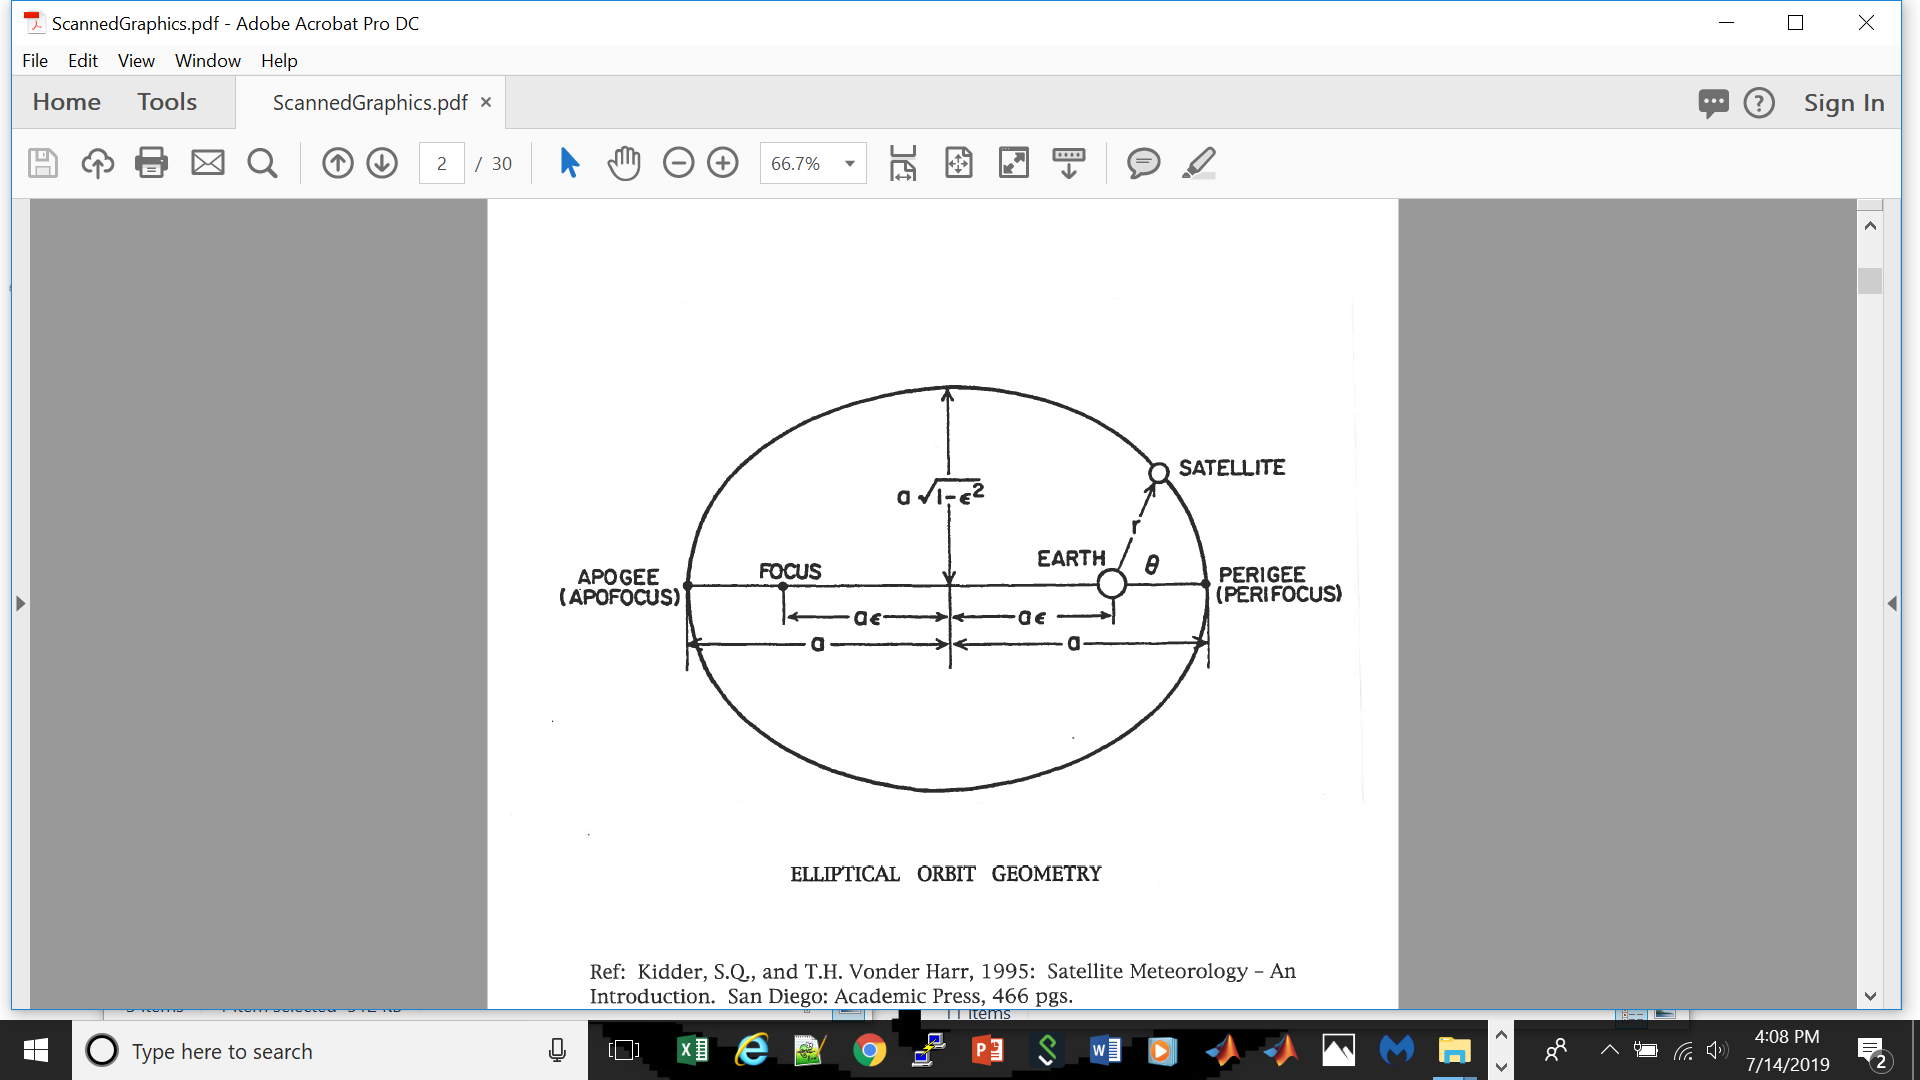 ScannedGraphics.pdf - Adobe Acrobat Pro DC
File Edit View Window Help
Home Tools ScannedGraphics.pdf × Sign In
2 / 30 66.7%
a √1-ϵ²
SATELLITE
r
EARTH θ
APOGEE
(APOFOCUS)
FOCUS
PERIGEE
(PERIFOCUS)
aϵ aϵ
a a
ELLIPTICAL ORBIT GEOMETRY
Ref: Kidder, S.Q., and T.H. Vonder Harr, 1995: Satellite Meteorology – An
Introduction. San Diego: Academic Press, 466 pgs.
Type here to search
4:08 PM
7/14/2019
2